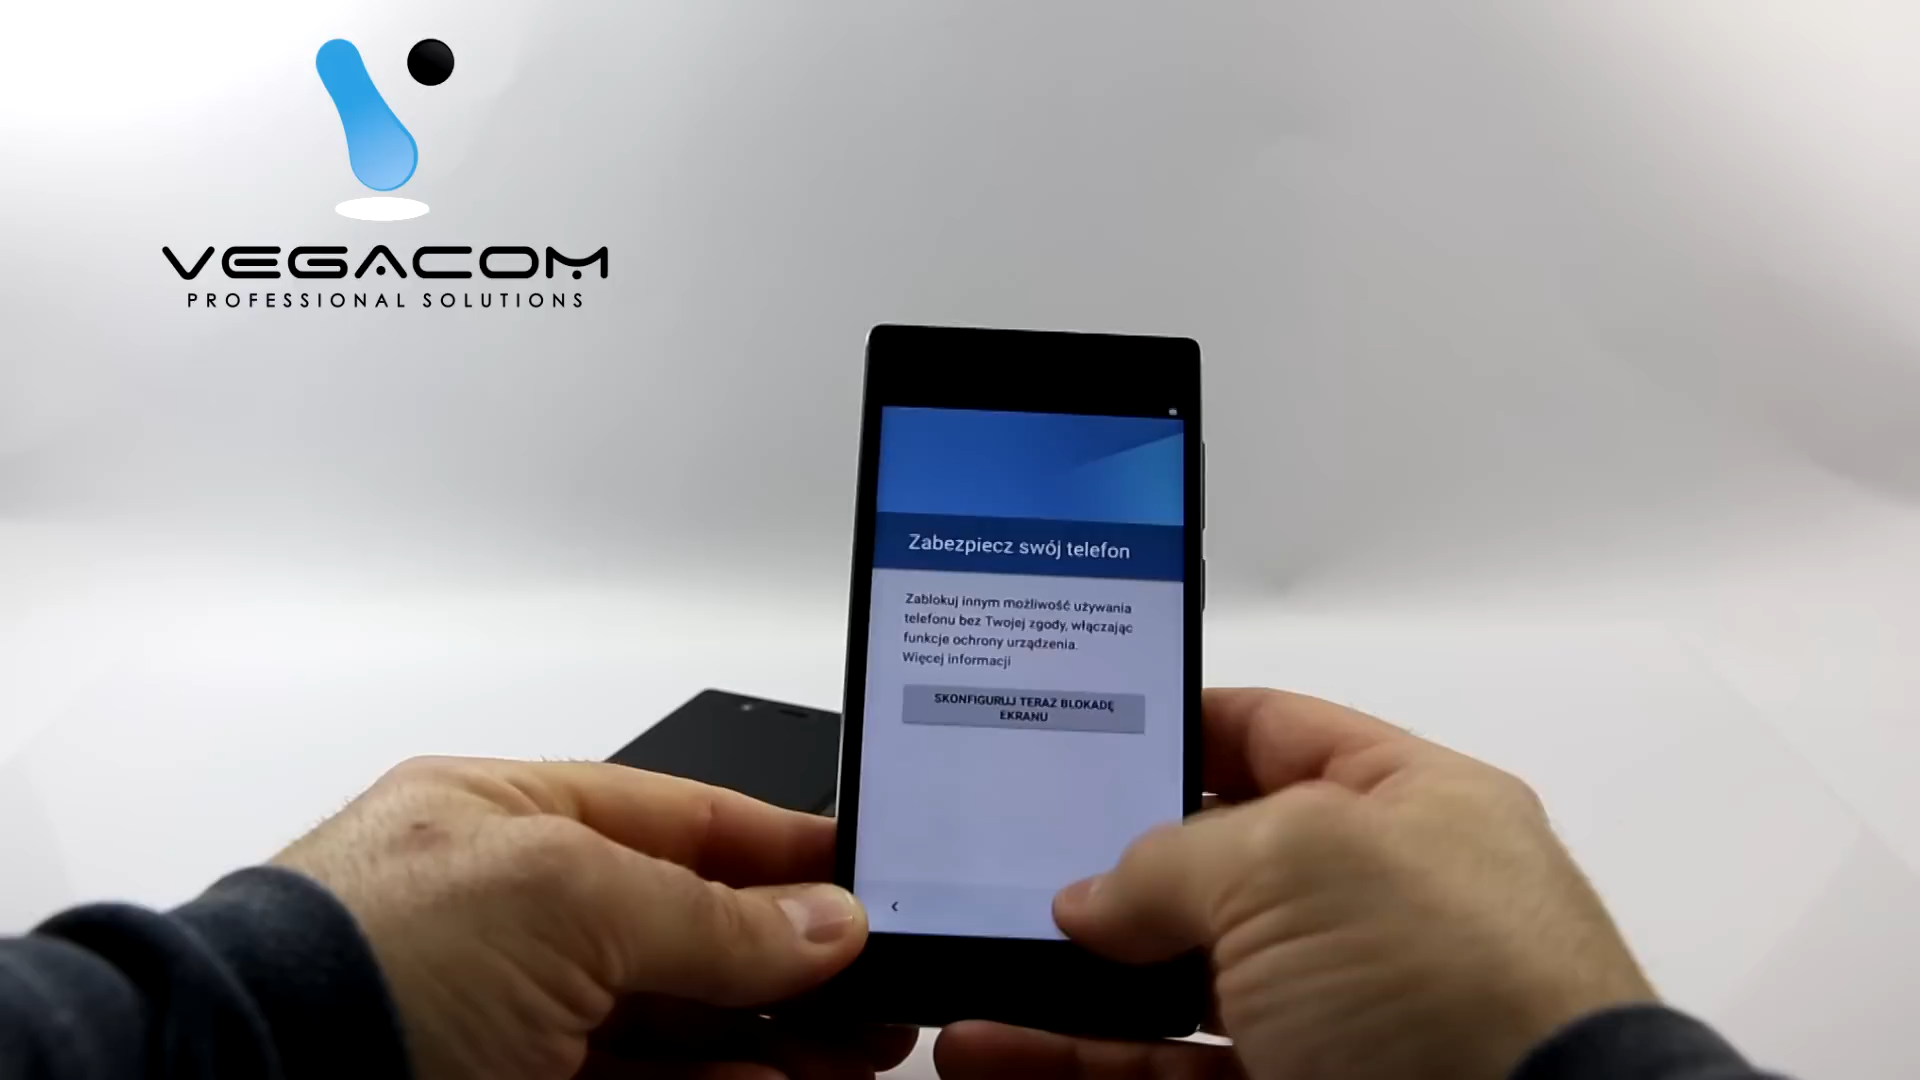 VEGACOM
PROFESSIONAL SOLUTIONS
Zabezpiecz swój telefon
Zablokuj innym możliwość używania
telefonu bez Twojej zgody, włączając
funkcje ochrony urządzenia.
Więcej informacji
SKONFIGURUJ TERAZ BLOKADĘ
EKRANU